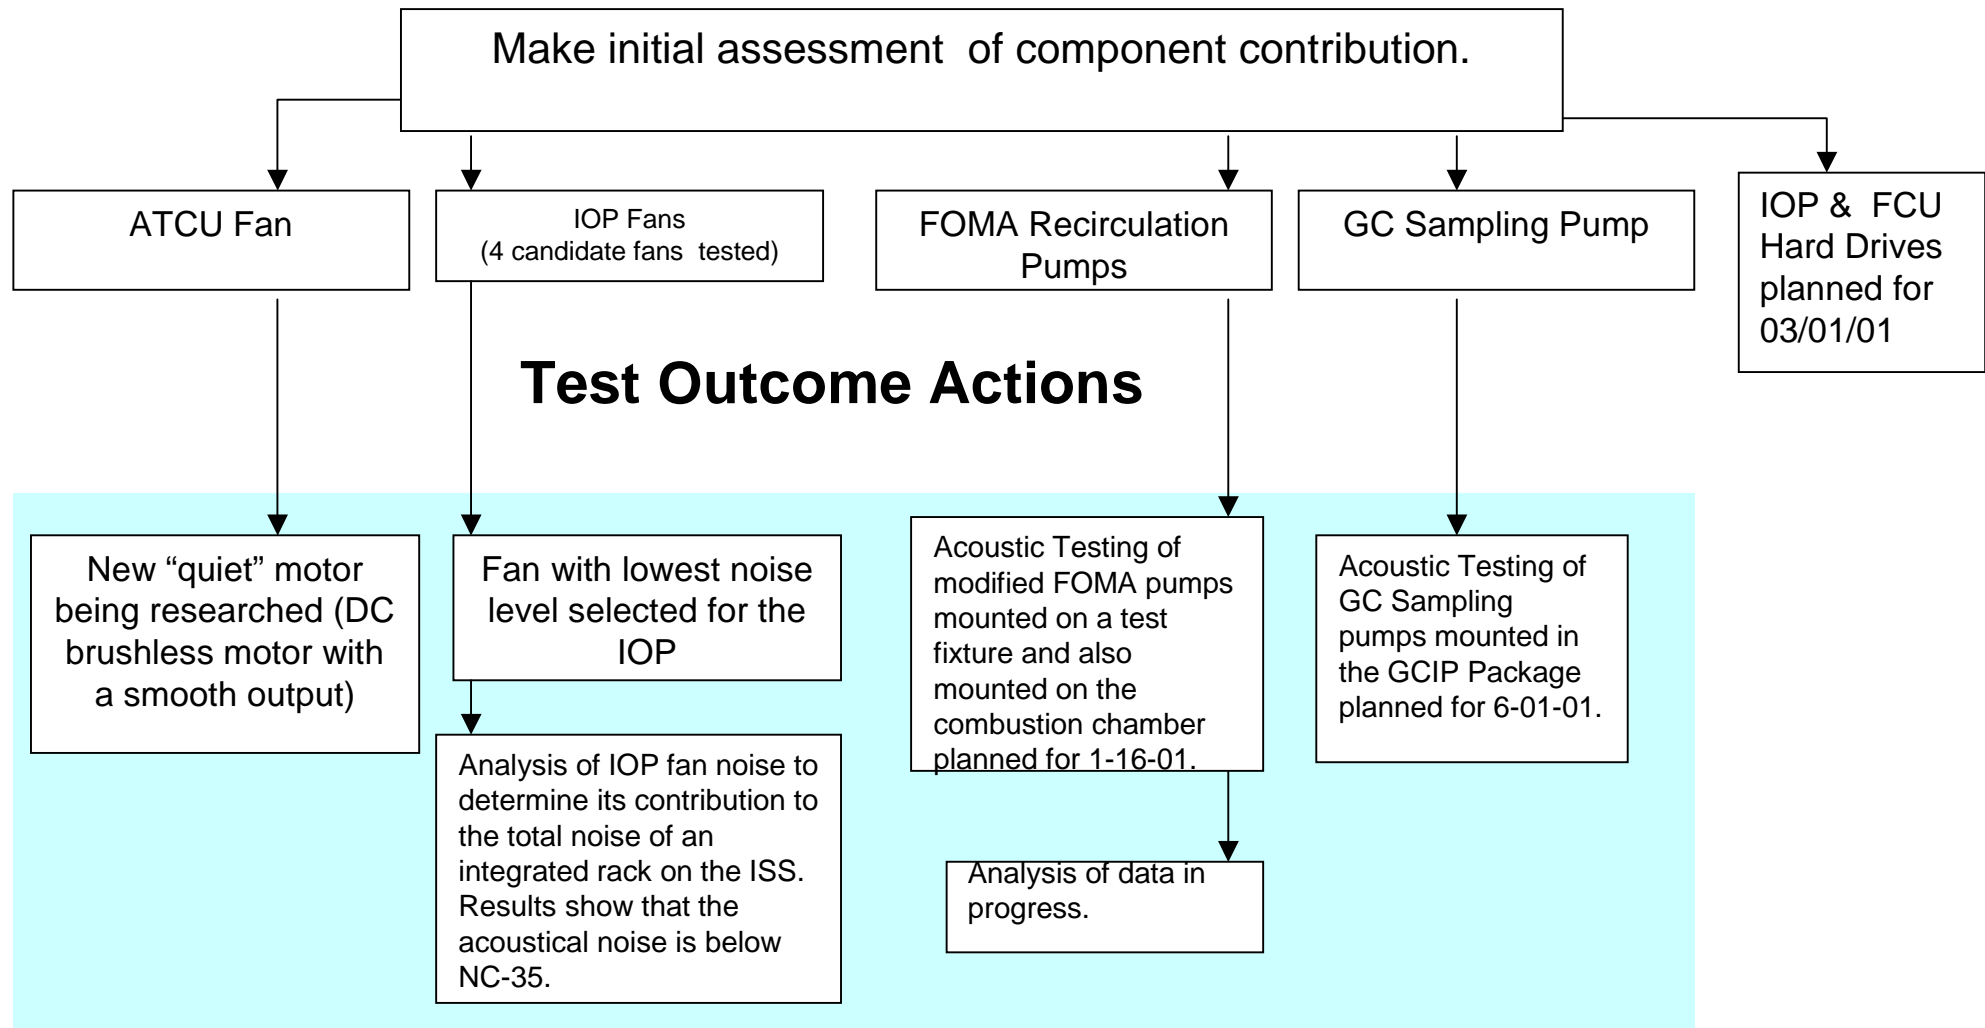 Make initial assessment of component contribution.
ATCU Fan
IOP Fans
(4 candidate fans tested)
FOMA Recirculation
Pumps
GC Sampling Pump
IOP & FCU
Hard Drives
planned for
03/01/01
Test Outcome Actions
New “quiet” motor
being researched (DC
brushless motor with
a smooth output)
Fan with lowest noise
level selected for the
IOP
Analysis of IOP fan noise to
determine its contribution to
the total noise of an
integrated rack on the ISS.
Results show that the
acoustical noise is below
NC-35.
Acoustic Testing of
modified FOMA pumps
mounted on a test
fixture and also
mounted on the
combustion chamber
planned for 1-16-01.
Analysis of data in
progress.
Acoustic Testing of
GC Sampling
pumps mounted in
the GCIP Package
planned for 6-01-01.